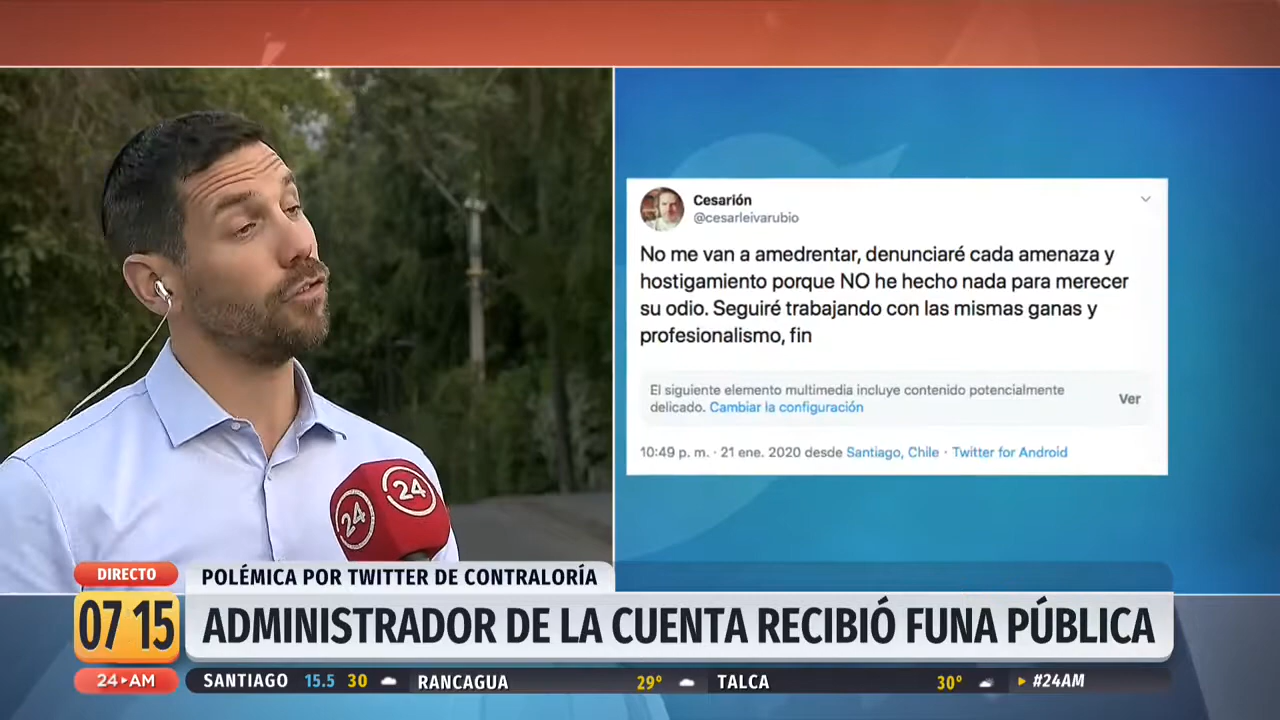 Cesarión
@cesarleivarubio
No me van a amedrentar, denunciaré cada amenaza y
hostigamiento porque NO he hecho nada para merecer
su odio. Seguiré trabajando con las mismas ganas y
profesionalismo, fin
El siguiente elemento multimedia incluye contenido potencialmente
delicado. Cambiar la configuración
Ver
10:49 p. m. · 21 ene. 2020 desde Santiago, Chile · Twitter for Android
24
24
DIRECTO
POLÉMICA POR TWITTER DE CONTRALORÍA
07 15
ADMINISTRADOR DE LA CUENTA RECIBIÓ FUNA PÚBLICA
24►AM
SANTIAGO 15.5 30 RANCAGUA 29° TALCA 30° ► #24AM